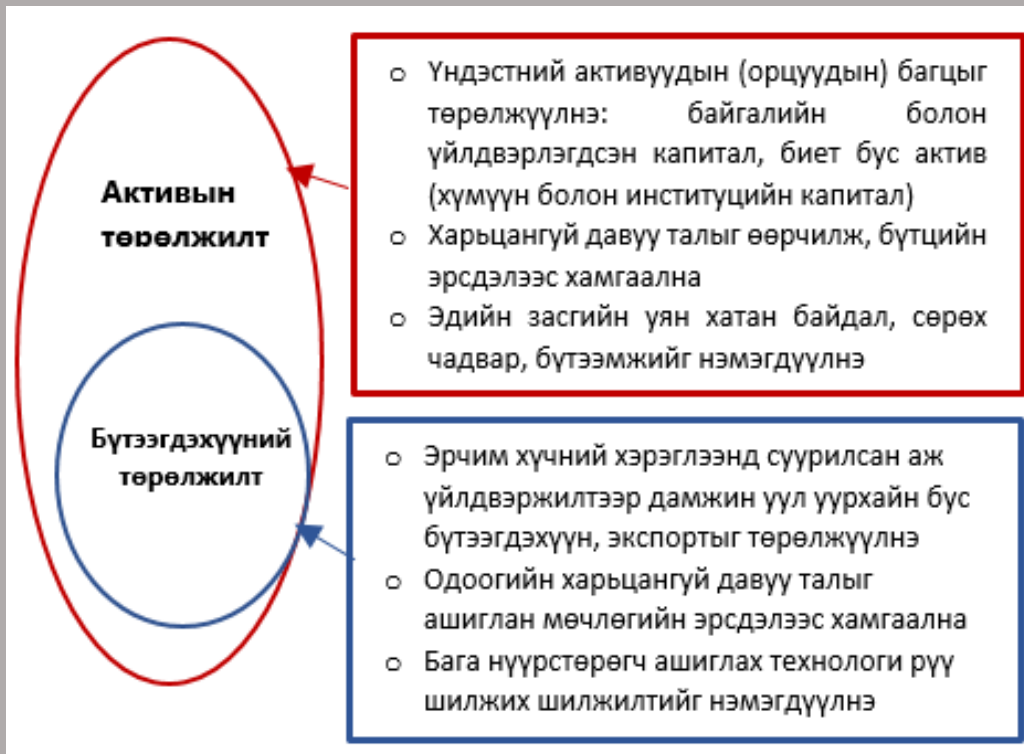 Активын
төрөлжилт
Бүтээгдэхүүний
төрөлжилт
o Үндэстний активуудын (орцуудын) багцыг
төрөлжүүлнэ: байгалийн болон
үйлдвэрлэгдсэн капитал, биет бус актив
(хүмүүн болон институцийн капитал)
o Харьцангуй давуу талыг өөрчилж, бүтцийн
эрсдэлээс хамгаална
o Эдийн засгийн уян хатан байдал, сөрөх
чадвар, бүтээмжийг нэмэгдүүлнэ
o Эрчим хүчний хэрэглээнд суурилсан аж
үйлдвэржилтээр дамжин уул уурхайн бус
бүтээгдэхүүн, экспортыг төрөлжүүлнэ
o Одоогийн харьцангуй давуу талыг
ашиглан мөчлөгийн эрсдэлээс хамгаална
o Бага нүүрстөрөгч ашиглах технологи рүү
шилжих шилжилтийг нэмэгдүүлнэ